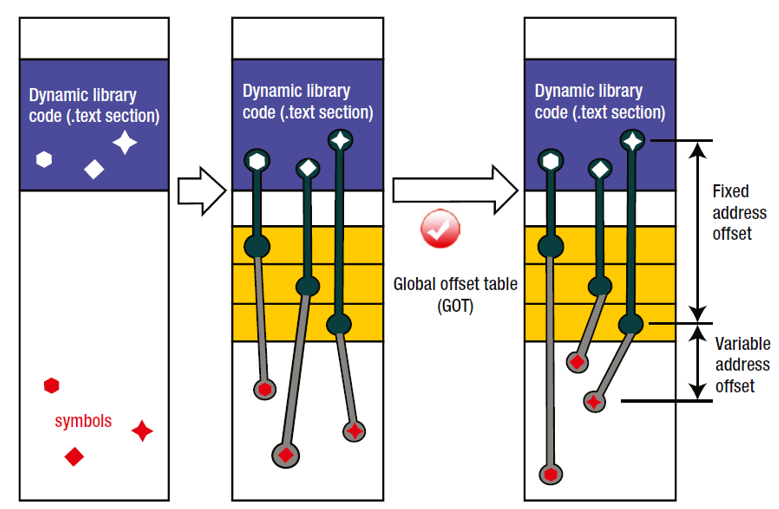 Dynamic library
code (.text section)
symbols
Dynamic library
code (.text section)
Global offset table
(GOT)
Dynamic library
code (.text section)
Fixed
address
offset
Variable
address
offset